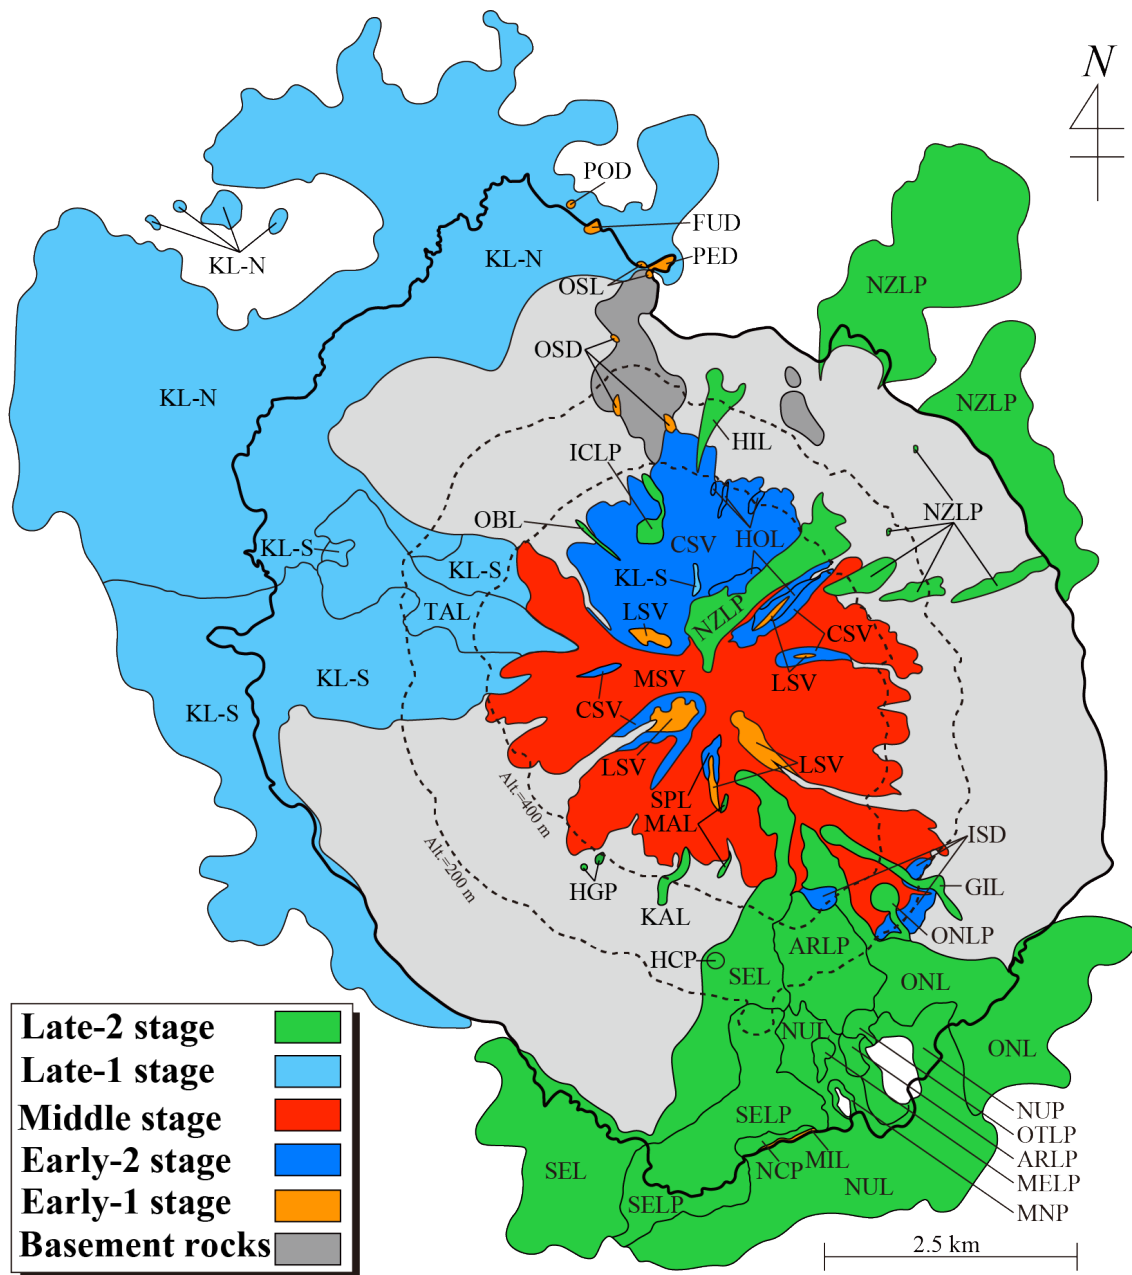 N
POD
FUD
KL-N
KL-N
PED
OSL
NZLP
OSD
KL-N
NZLP
HIL
ICLP
OBL
NZLP
CSV
HOL
KL-S
KL-S
KL-S
TAL
LSV
NZLP
CSV
KL-S
MSV
LSV
CSV
KL-S
LSV
LSV
Alt.=400 m
SPL
MAL
ISD
Alt.=200 m
HGP
GIL
KAL
ONLP
ARLP
HCP
SEL
ONL
Late-2 stage
NUL
ONL
Late-1 stage
Middle stage
SELP
NUP
OTLP
Early-2 stage
MIL
ARLP
NCP
SEL
MELP
NUL
Early-1 stage
SELP
MNP
Basement rocks
2.5 km